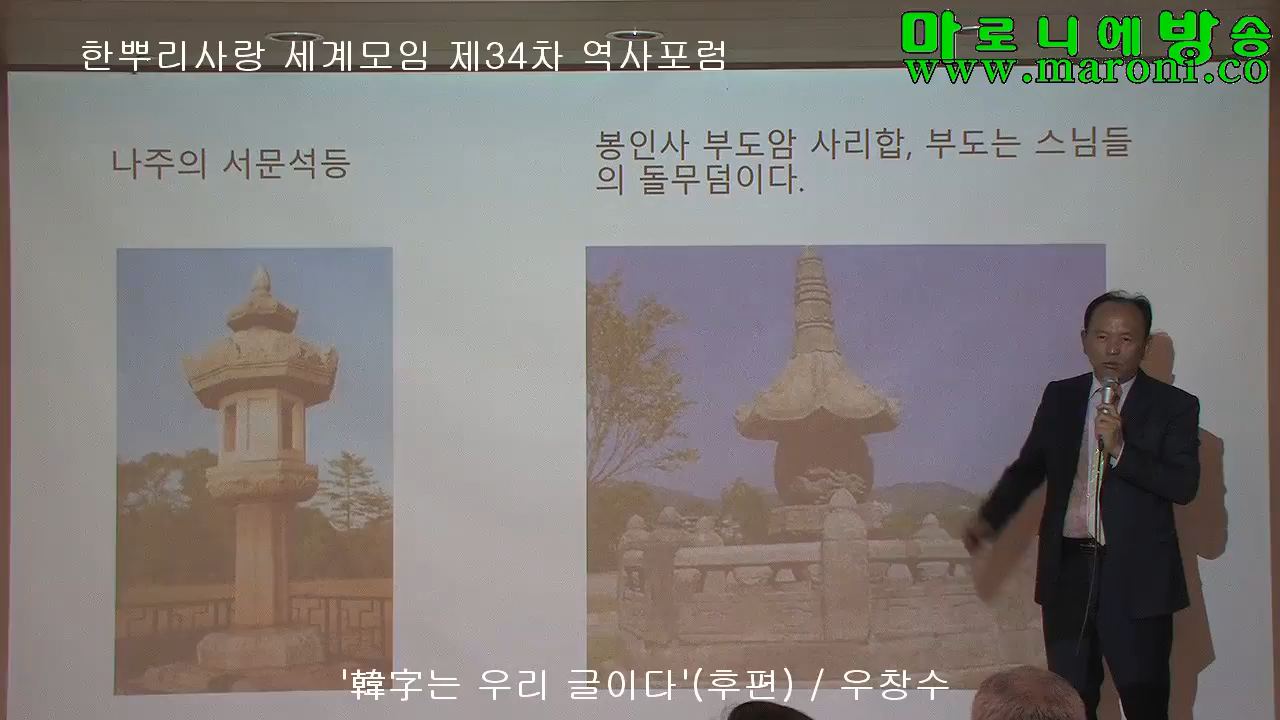 한뿌리사랑 세계모임 제34차 역사포럼
마로니에방송
www.maroni.co
나주의 서문석등
봉인사 부도암 사리합, 부도는 스님들
의 돌무덤이다.
'韓字는 우리 글이다'(후편) / 우창수